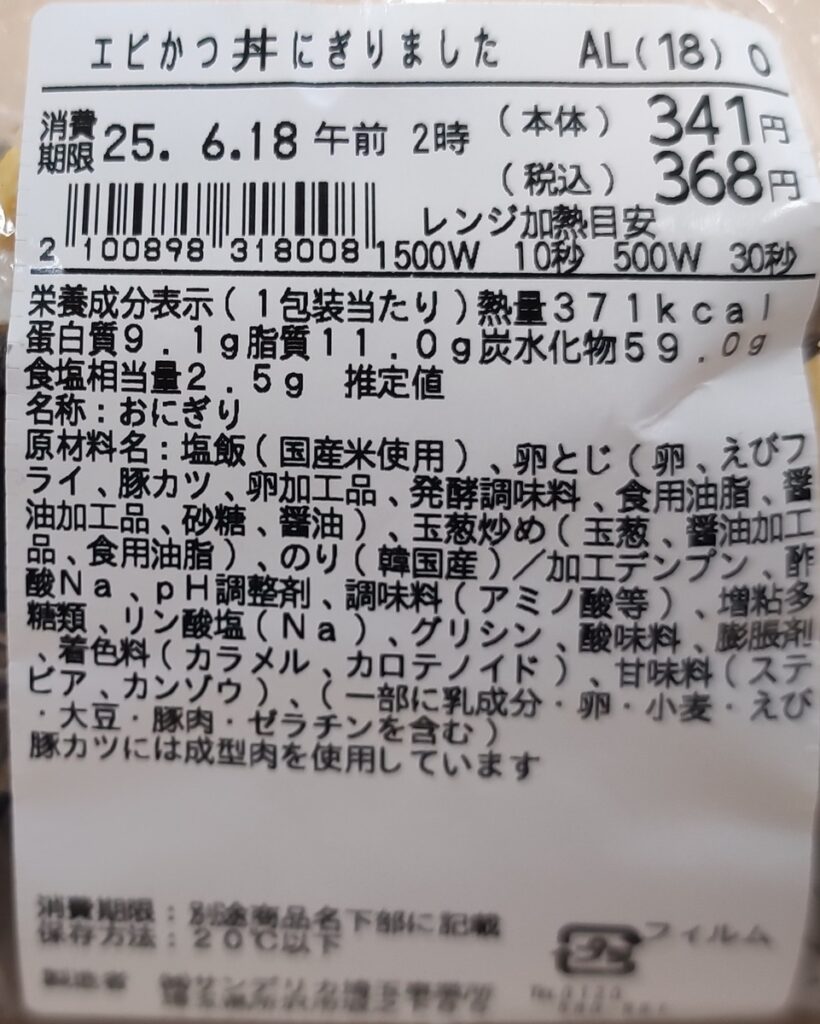 エビかつ丼にぎりました AL(18) 0
消費期限 25. 6.18 午前 2時 (本体) 341円
(税込) 368円
レンジ加熱目安
2 100898 318008 1500W 10秒 500W 30秒
栄養成分表示(1包装当たり)熱量371kcal
蛋白質9.1g脂質11.0g炭水化物59.0g
食塩相当量2.5g 推定値
名称:おにぎり
原材料名:塩飯(国産米使用)、卵とじ(卵、えびフ
ライ、豚カツ、卵加工品、発酵調味料、食用油脂、醤
油加工品、砂糖、醤油)、玉葱炒め(玉葱、醤油加工
品、食用油脂)、のり(韓国産)/加工デンプン、酢
酸Na、pH調整剤、調味料(アミノ酸等)、増粘多
糖類、リン酸塩(Na)、グリシン、酸味料、膨脹剤
、着色料(カラメル、カロテノイド)、甘味料(ステ
ビア、カンゾウ)、(一部に乳成分・卵・小麦・えび
・大豆・豚肉・ゼラチンを含む)
豚カツには成型肉を使用しています
消費期限:別途商品名下部に記載
保存方法:20℃以下
プラ フィルム